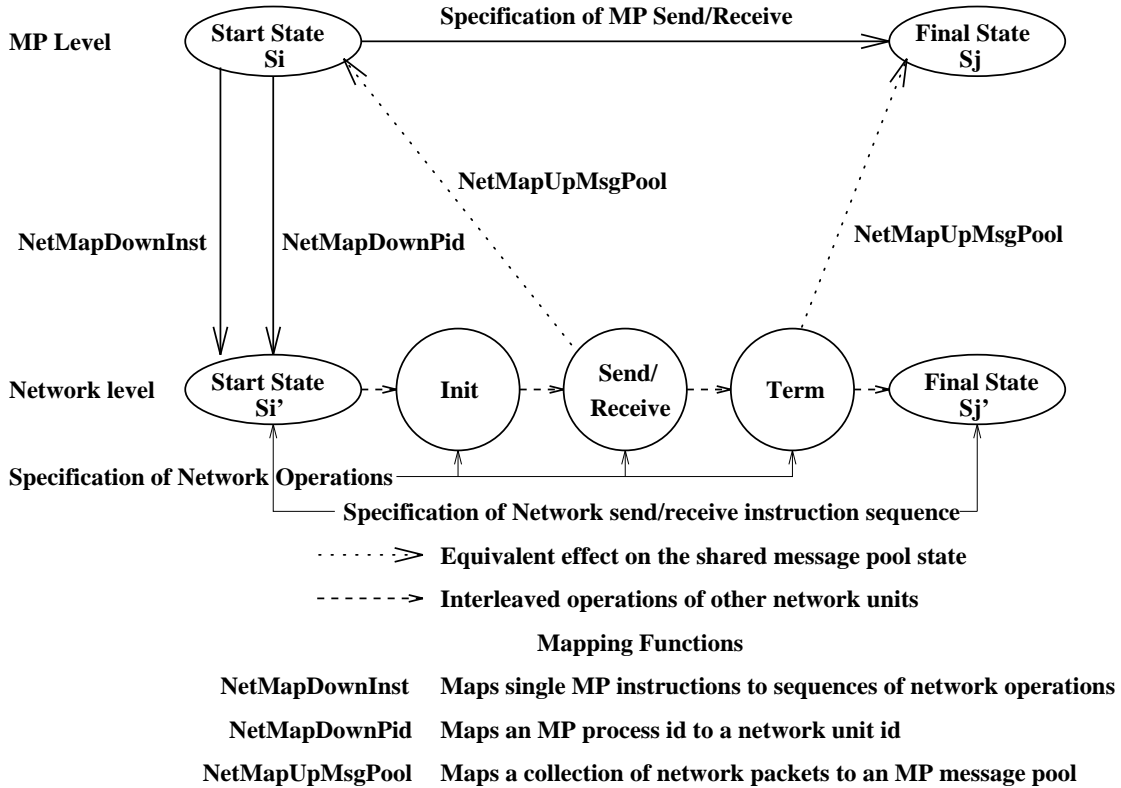 Specification of MP Send/Receive
MP Level
Start State
Si
Final State
Sj
NetMapUpMsgPool
NetMapDownInst
NetMapDownPid
NetMapUpMsgPool
Network level
Start State
Si'
Init
Send/
Receive
Term
Final State
Sj'
Specification of Network Operations
Specification of Network send/receive instruction sequence
Equivalent effect on the shared message pool state
Interleaved operations of other network units
Mapping Functions
NetMapDownInst Maps single MP instructions to sequences of network operations
NetMapDownPid Maps an MP process id to a network unit id
NetMapUpMsgPool Maps a collection of network packets to an MP message pool